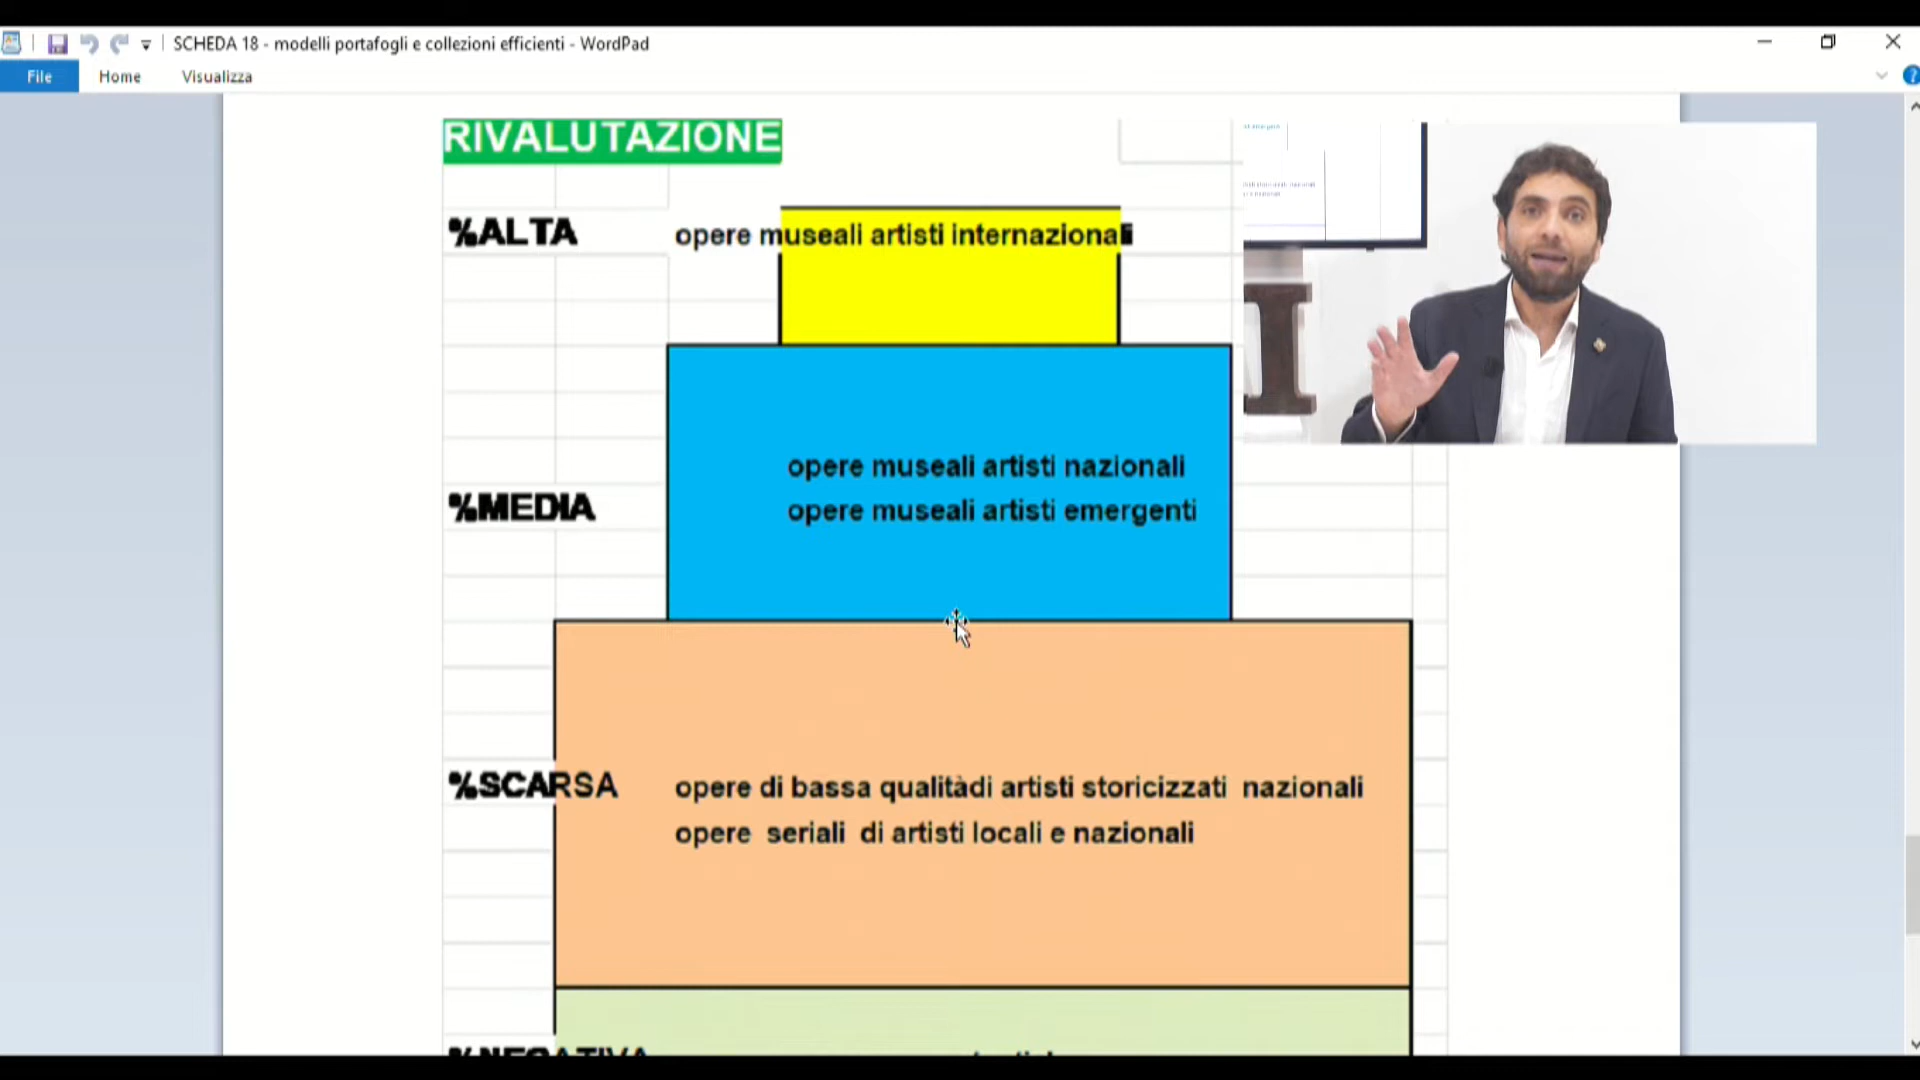 SCHEDA 18 - modelli portafogli e collezioni efficienti - WordPad
File Home Visualizza
RIVALUTAZIONE
%ALTA opere museali artisti internazionali
opere museali artisti nazionali
%MEDIA opere museali artisti emergenti
%SCARSA opere di bassa qualitàdi artisti storicizzati nazionali
opere seriali di artisti locali e nazionali
%NEGATIVA